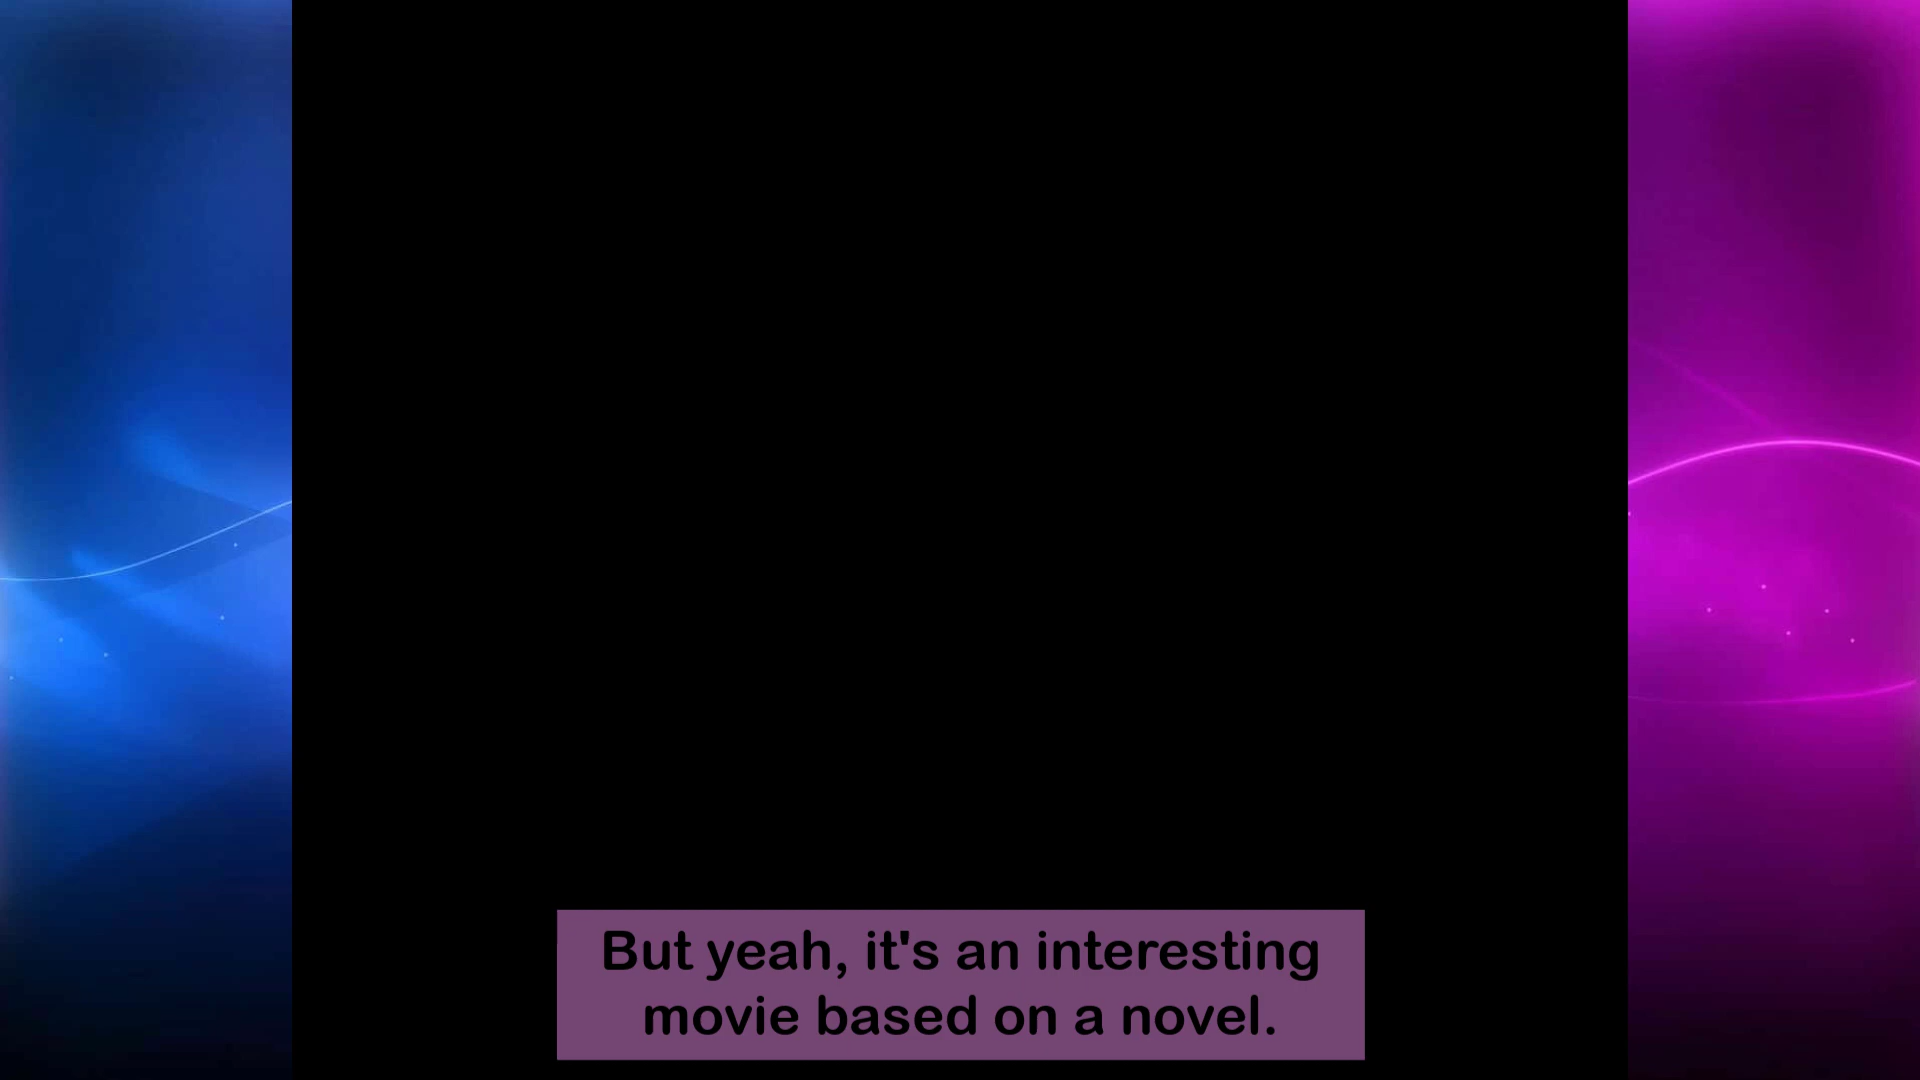 But yeah, it's an interesting
movie based on a novel.